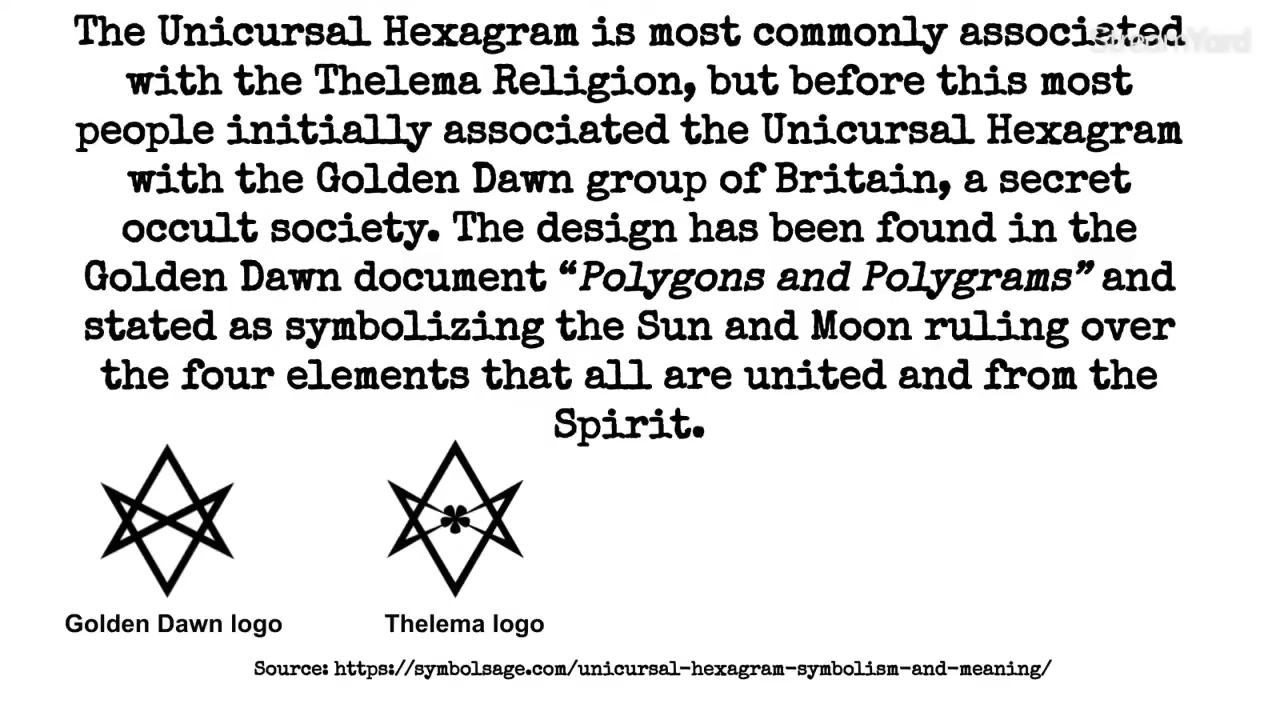 The Unicursal Hexagram is most commonly associated
with the Thelema Religion, but before this most
people initially associated the Unicursal Hexagram
with the Golden Dawn group of Britain, a secret
occult society. The design has been found in the
Golden Dawn document “Polygons and Polygrams” and
stated as symbolizing the Sun and Moon ruling over
the four elements that all are united and from the
Spirit.
Golden Dawn logo
Thelema logo
Source: https://symbolsage.com/unicursal-hexagram-symbolism-and-meaning/
StreamYard